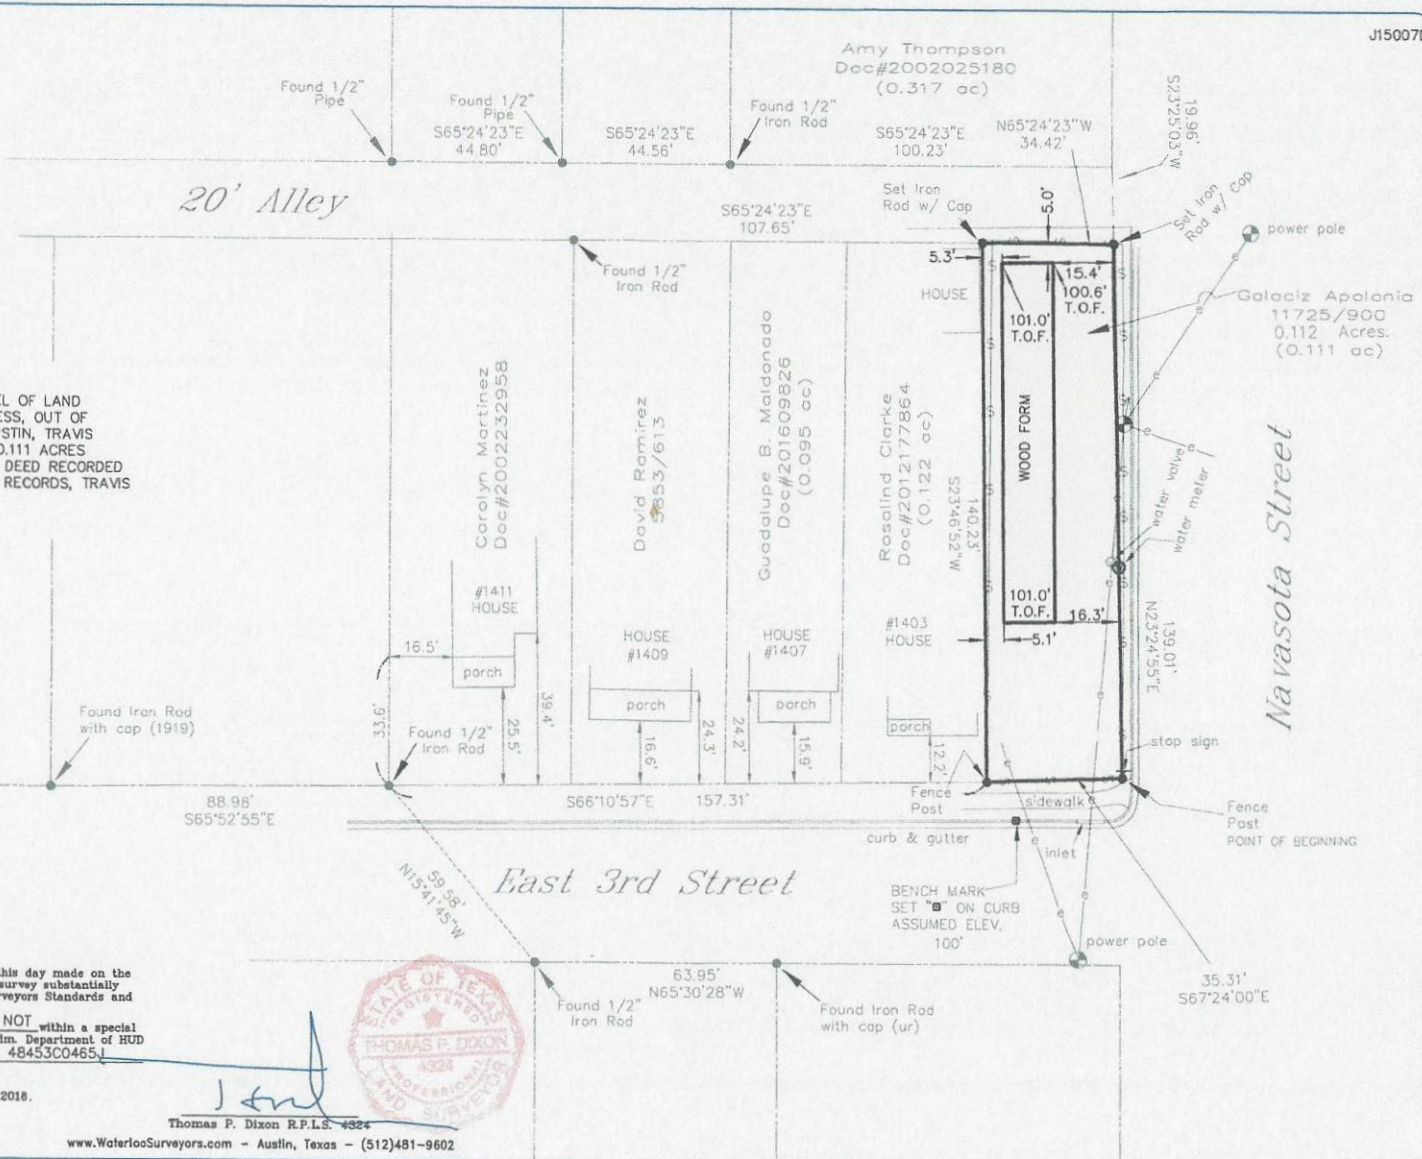 J15007
Amy Thompson
Doc#2002025180
(0.317 ac)
Found 1/2"
Pipe
Found 1/2"
Pipe
Found 1/2"
Iron Rod
S65°24'23"E
44.80'
S65°24'23"E
44.56'
S65°24'23"E
100.23'
N65°24'23"W
34.42'
19.96'
S23°25'03"W
20' Alley
S65°24'23"E
107.65'
Set Iron
Rod w/ Cap
5.0'
Set Iron
Rod w/ Cap
power pole
Found 1/2"
Iron Rod
5.3'
15.4'
HOUSE
100.6'
T.O.F.
101.0'
T.O.F.
Galaciz Apolonia
11725/900
0.112 Acres.
(0.111 ac)
EL OF LAND
ESS, OUT OF
STIN, TRAVIS
0.111 ACRES
DEED RECORDED
RECORDS, TRAVIS
Carolyn Martinez
Doc#2002232958
David Ramirez
5853/613
Guadalupe B. Maldonado
Doc#201609826
(0.095 ac)
Rosalind Clarke
Doc#2012177864
(0.122 ac)
140.23'
S23°46'52"W
WOOD FORM
water valve
water meter
Navasota Street
#1411
HOUSE
101.0'
T.O.F.
16.3'
5.1'
139.01'
N23°24'55"E
HOUSE
#1409
HOUSE
#1407
#1403
HOUSE
16.5'
porch
porch
porch
porch
33.6'
25.5'
39.4'
16.6'
24.3'
24.2'
15.9'
12.2'
Found Iron Rod
with cap (1919)
Found 1/2"
Iron Rod
stop sign
88.98'
S65°52'55"E
S66°10'57"E 157.31'
Fence
Post
sidewalk
Fence
Post
POINT OF BEGINNING
curb & gutter
inlet
59.58'
N15°41'45"W
East 3rd Street
BENCH MARK
SET "□" ON CURB
ASSUMED ELEV.
100'
power pole
35.31'
S67°24'00"E
63.95'
N65°30'28"W
Found 1/2"
Iron Rod
Found Iron Rod
with cap (ur)
this day made on the
survey substantially
veyors Standards and
NOT within a special
dm. Department of HUD
48453C0465J
2018.
STATE OF TEXAS
REGISTERED
THOMAS P. DIXON
4324
PROFESSIONAL
LAND SURVEYOR
Thomas P. Dixon R.P.L.S. 4324
www.WaterlooSurveyors.com - Austin, Texas - (512)481-9602